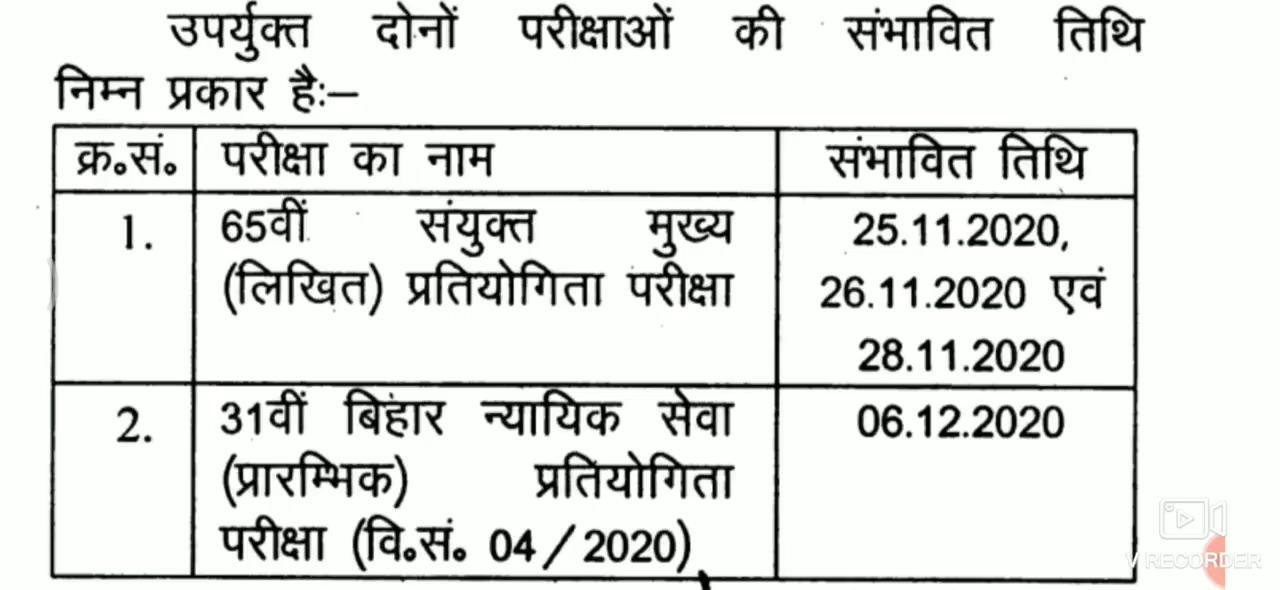 उपर्युक्त दोनों परीक्षाओं की संभावित तिथि
निम्न प्रकार है:–
क्र.सं. परीक्षा का नाम संभावित तिथि
1. 65वीं संयुक्त मुख्य 25.11.2020,
(लिखित) प्रतियोगिता परीक्षा 26.11.2020 एवं
28.11.2020
2. 31वीं बिहार न्यायिक सेवा 06.12.2020
(प्रारम्भिक) प्रतियोगिता
परीक्षा (वि.सं. 04/2020)
V RECORDER